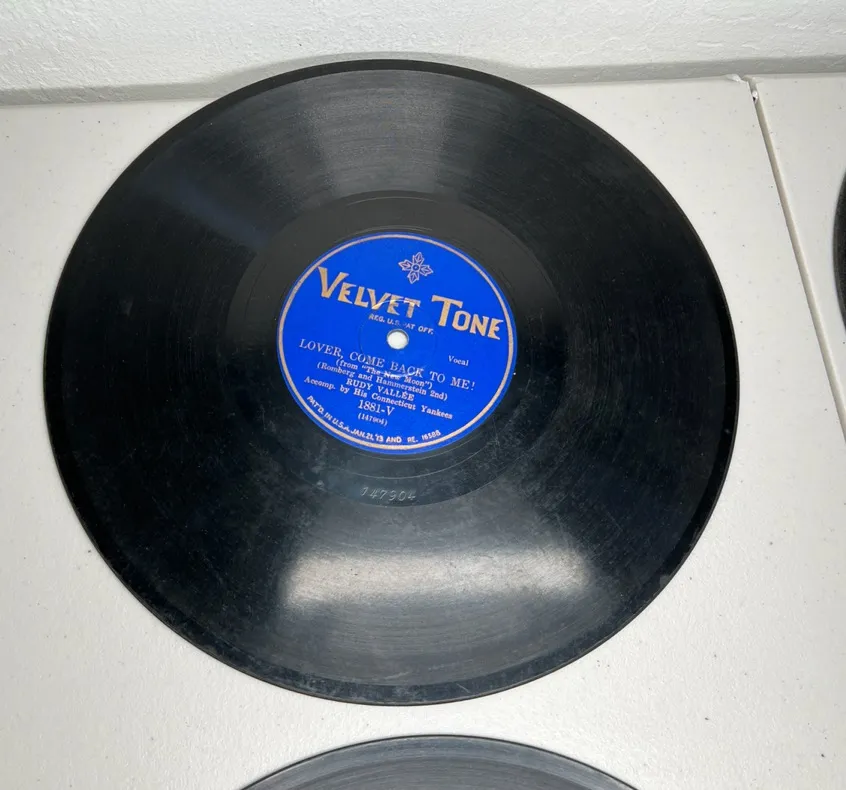 VELVET TONE
REG. U.S. PAT OFF.
Vocal
LOVER, COME BACK TO ME!
(from "The New Moon")
(Romberg and Hammerstein 2nd)
RUDY VALLÉE
Accomp. by His Connecticut Yankees
1881-V
(147904)
PAT'D. IN U.S.A. JAN. 21, '13 AND RE. 16588
147904